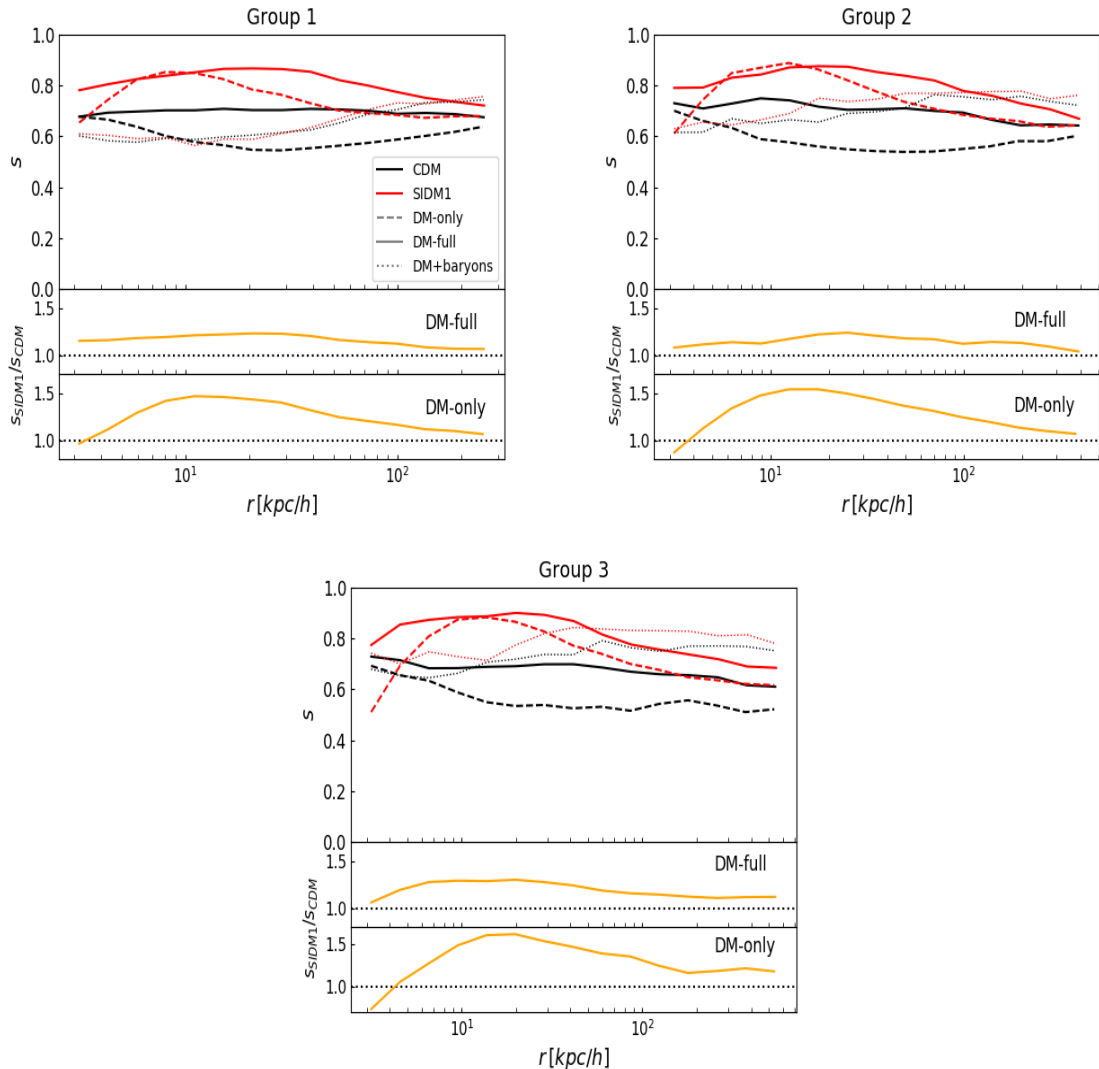 Group 1
1.0
0.8
0.6
0.4
0.2
0.0
s
CDM
SIDM1
DM-only
DM-full
DM+baryons
1.5
1.0
DM-full
1.5
1.0
DM-only
s_SIDM1/s_CDM
10^1
10^2
r [kpc/h]
Group 2
1.0
0.8
0.6
0.4
0.2
0.0
s
1.5
1.0
DM-full
1.5
1.0
DM-only
s_SIDM1/s_CDM
10^1
10^2
r [kpc/h]
Group 3
1.0
0.8
0.6
0.4
0.2
0.0
s
1.5
1.0
DM-full
1.5
1.0
DM-only
s_SIDM1/s_CDM
10^1
10^2
r [kpc/h]